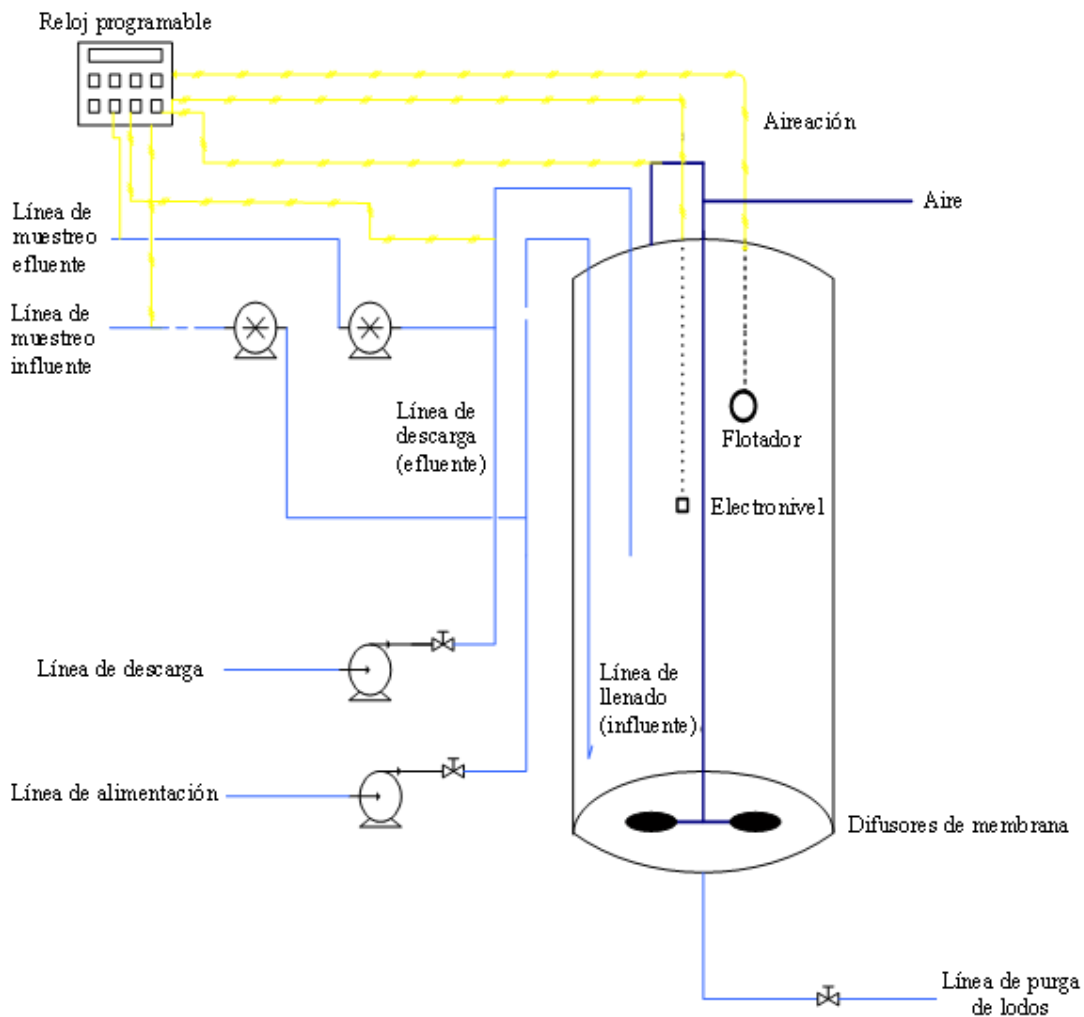 Reloj programable
Aireación
Aire
Línea de
muestreo
efluente
Línea de
muestreo
influente
Línea de
descarga
(efluente)
Flotador
Electronivel
Línea de descarga
Línea de
llenado
(influente)
Línea de alimentación
Difusores de membrana
Línea de purga
de lodos